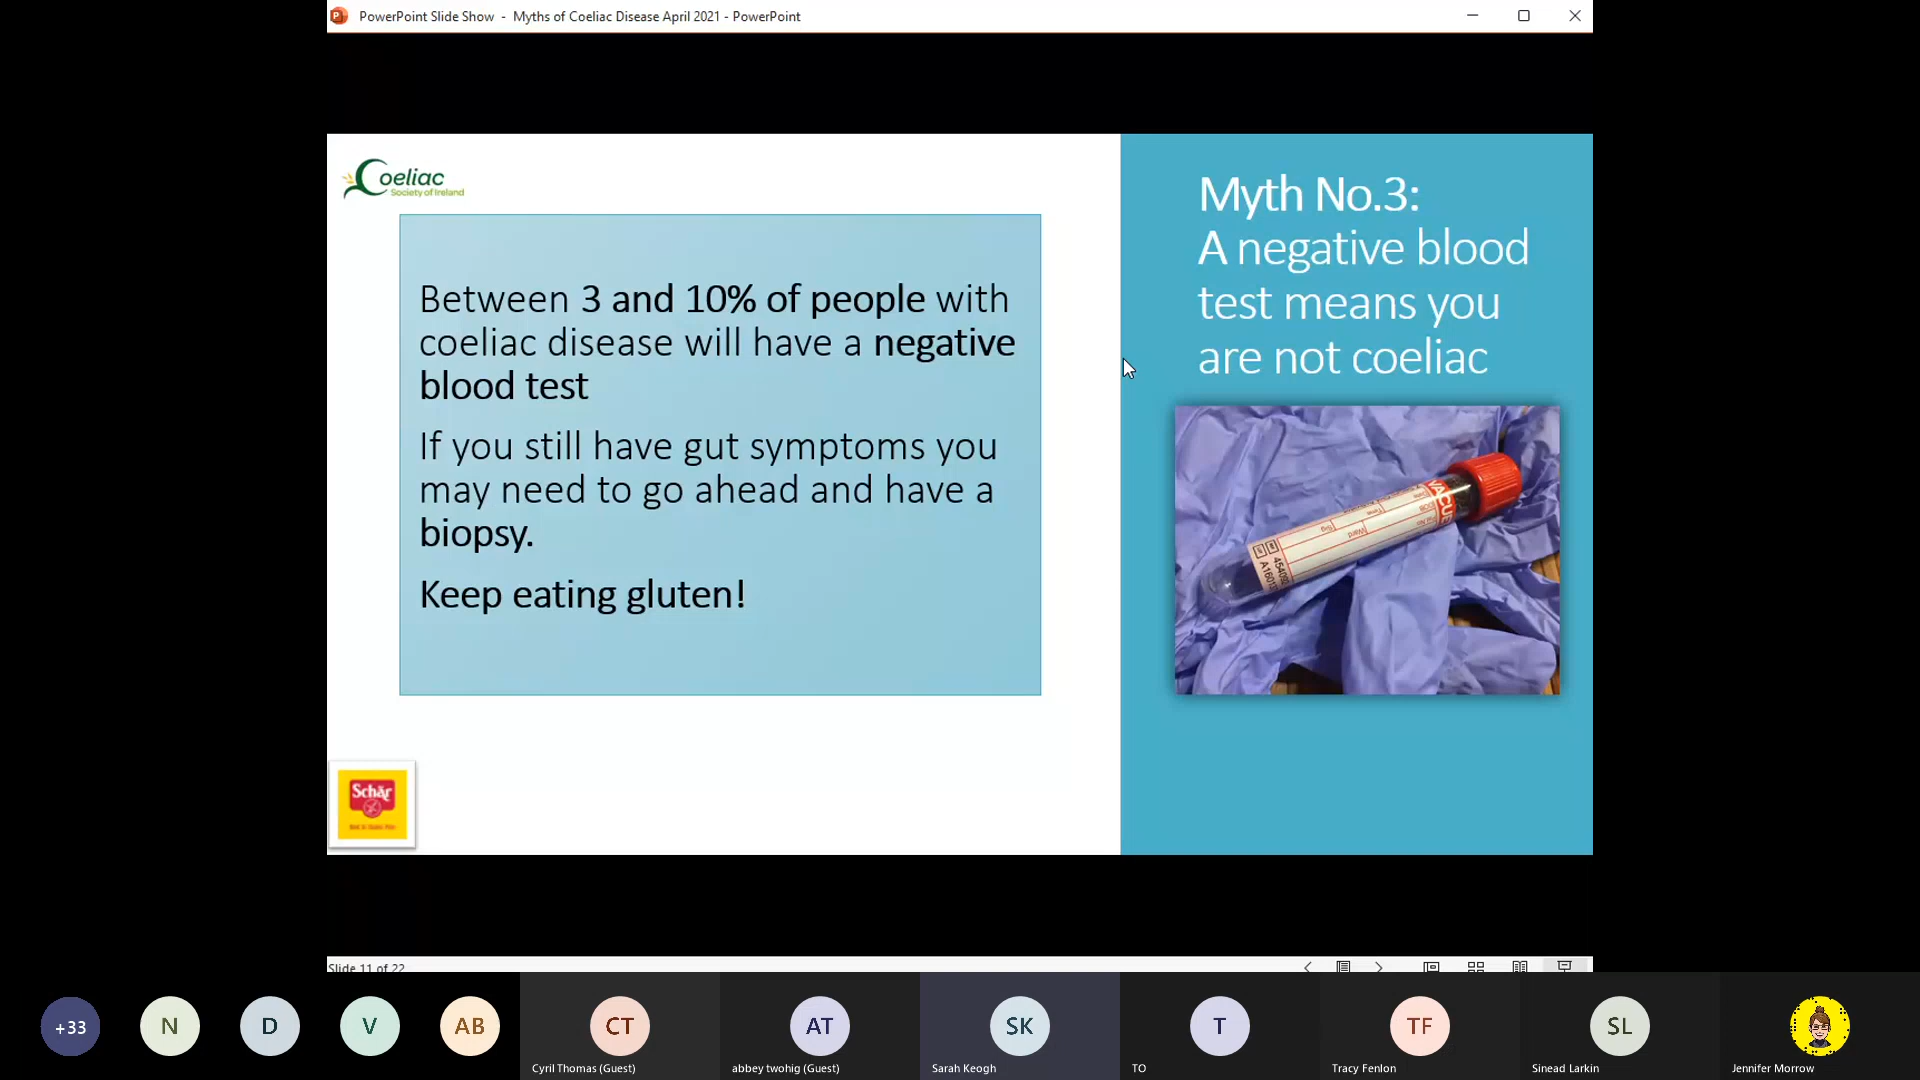 PowerPoint Slide Show - Myths of Coeliac Disease April 2021 - PowerPoint
Coeliac
Society of Ireland
Between 3 and 10% of people with
coeliac disease will have a negative
blood test
If you still have gut symptoms you
may need to go ahead and have a
biopsy.
Keep eating gluten!
Myth No.3:
A negative blood
test means you
are not coeliac
VACUE
Ward
454092
Schär
Slide 11 of 22
+33
N
D
V
AB
CT
AT
SK
T
TF
SL
Cyril Thomas (Guest)
abbey twohig (Guest)
Sarah Keogh
TO
Tracy Fenlon
Sinead Larkin
Jennifer Morrow